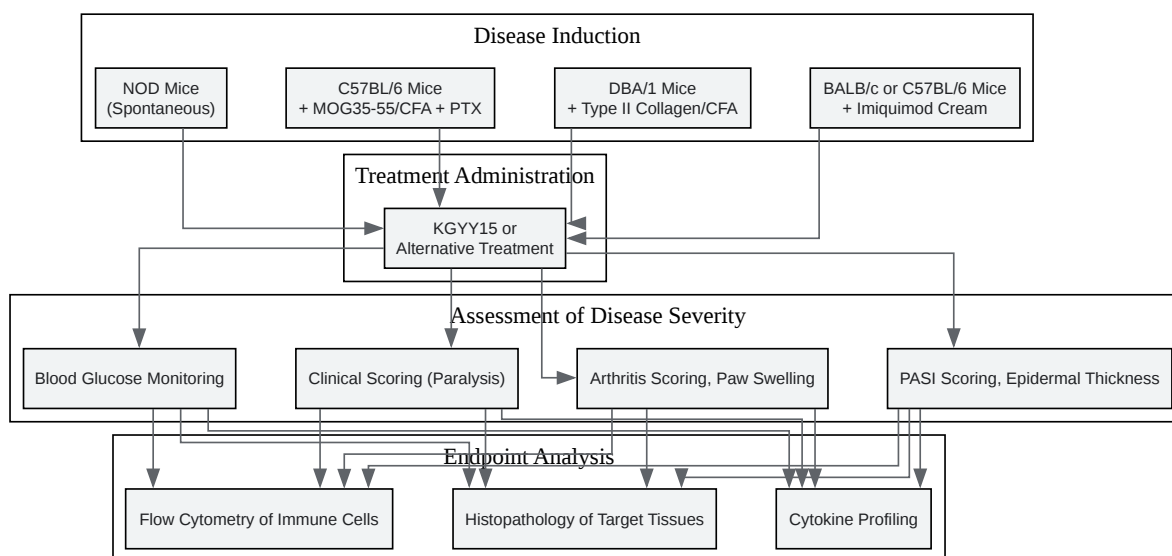 Disease Induction
NOD Mice
(Spontaneous)
C57BL/6 Mice
+ MOG35-55/CFA + PTX
DBA/1 Mice
+ Type II Collagen/CFA
BALB/c or C57BL/6 Mice
+ Imiquimod Cream
Treatment Administration
KGYY15 or
Alternative Treatment
Assessment of Disease Severity
Blood Glucose Monitoring
Clinical Scoring (Paralysis)
Arthritis Scoring, Paw Swelling
PASI Scoring, Epidermal Thickness
Endpoint Analysis
Flow Cytometry of Immune Cells
Histopathology of Target Tissues
Cytokine Profiling